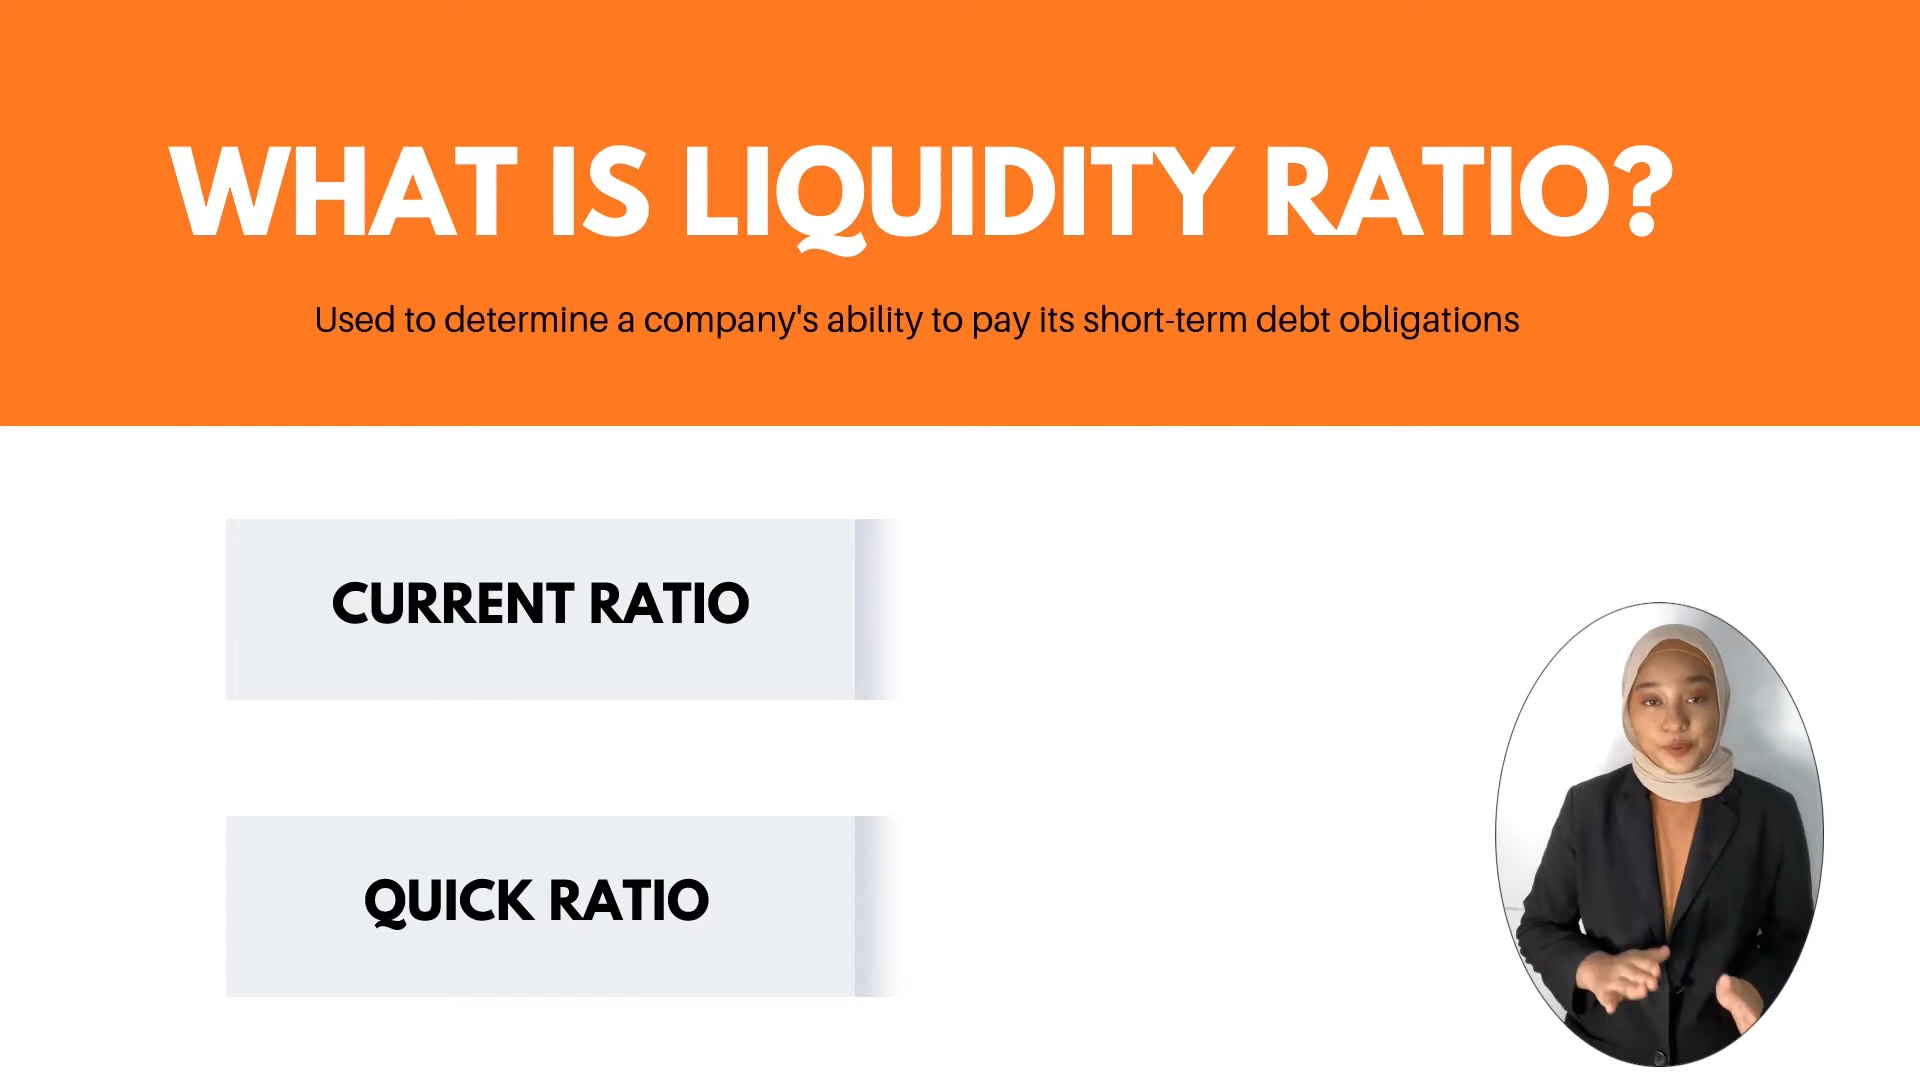 WHAT IS LIQUIDITY RATIO?
Used to determine a company's ability to pay its short-term debt obligations
CURRENT RATIO
QUICK RATIO